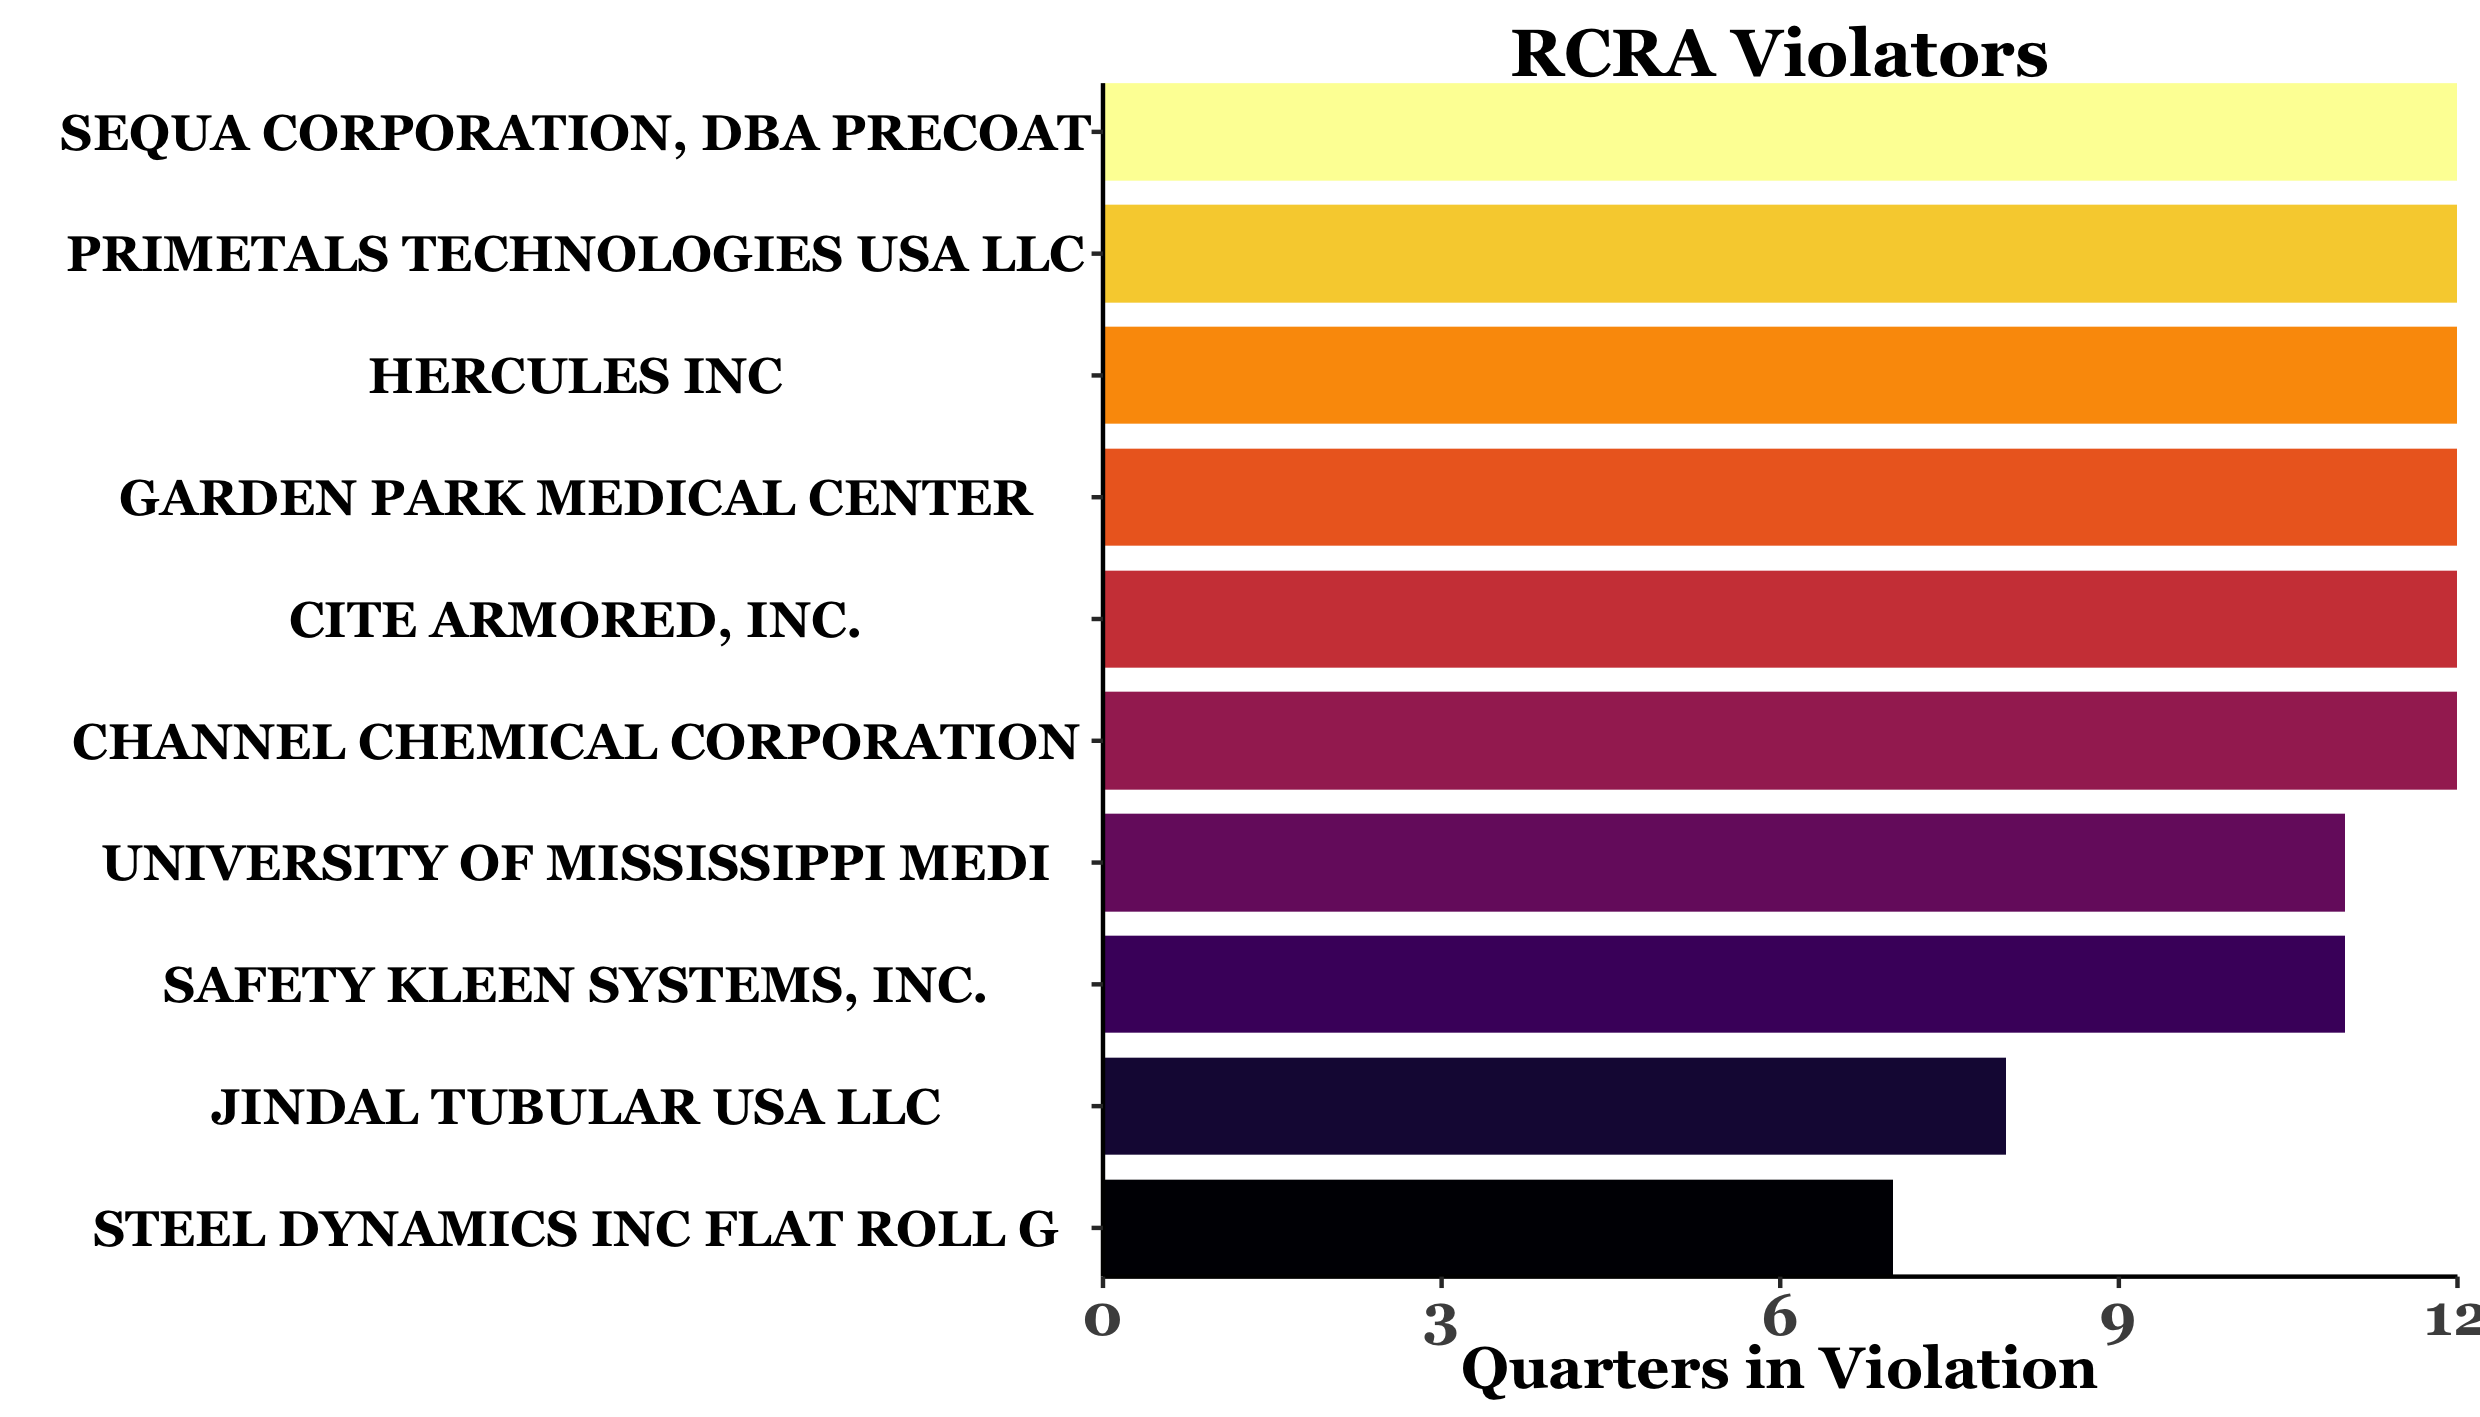 RCRA Violators
SEQUA CORPORATION, DBA PRECOAT
PRIMETALS TECHNOLOGIES USA LLC
HERCULES INC
GARDEN PARK MEDICAL CENTER
CITE ARMORED, INC.
CHANNEL CHEMICAL CORPORATION
UNIVERSITY OF MISSISSIPPI MEDI
SAFETY KLEEN SYSTEMS, INC.
JINDAL TUBULAR USA LLC
STEEL DYNAMICS INC FLAT ROLL G
0 3 6 9 12
Quarters in Violation